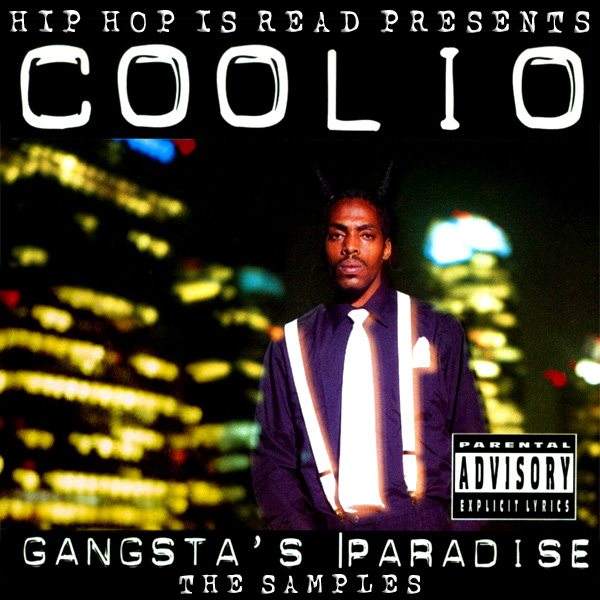 HIP HOP IS READ PRESENTS
COOLIO
PARENTAL
ADVISORY
EXPLICIT LYRICS
GANGSTA'S PARADISE
THE SAMPLES